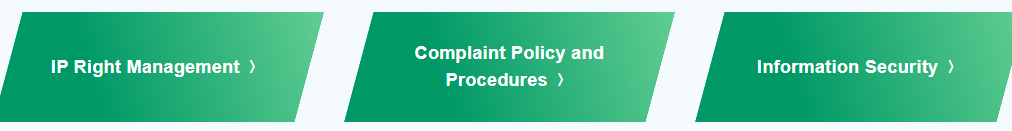 IP Right Management 〉
Complaint Policy and
Procedures 〉
Information Security 〉